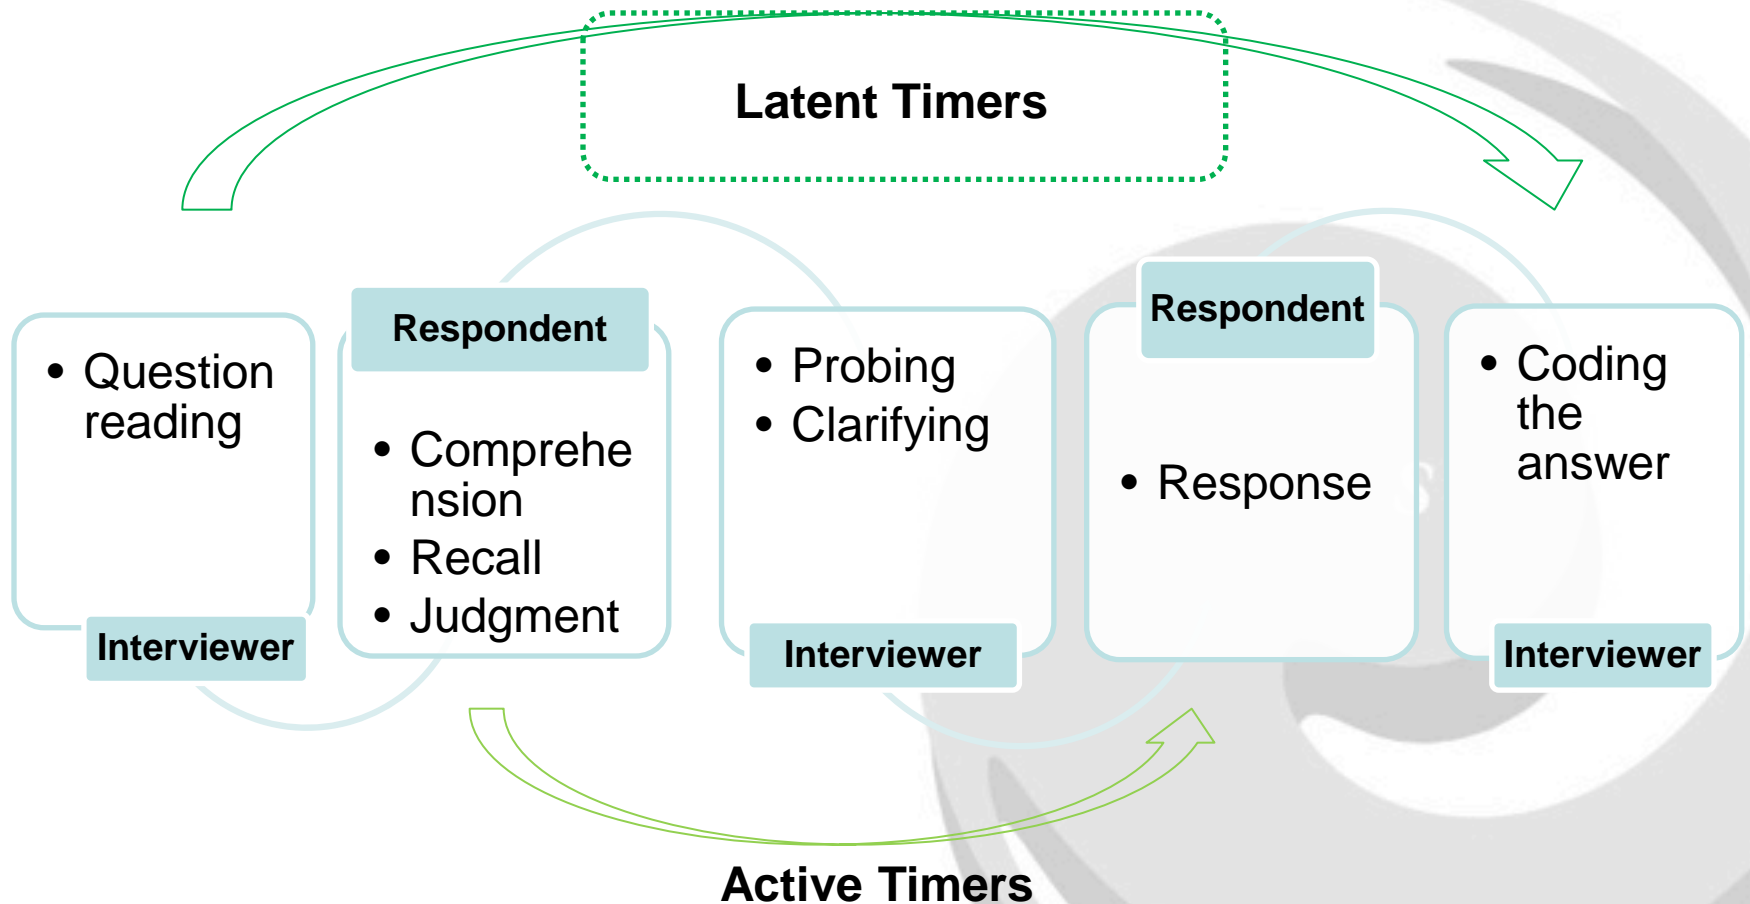 Latent Timers
• Question
reading
Interviewer
Respondent
• Comprehe
nsion
• Recall
• Judgment
• Probing
• Clarifying
Interviewer
Respondent
• Response
• Coding
the
answer
Interviewer
S
Active Timers